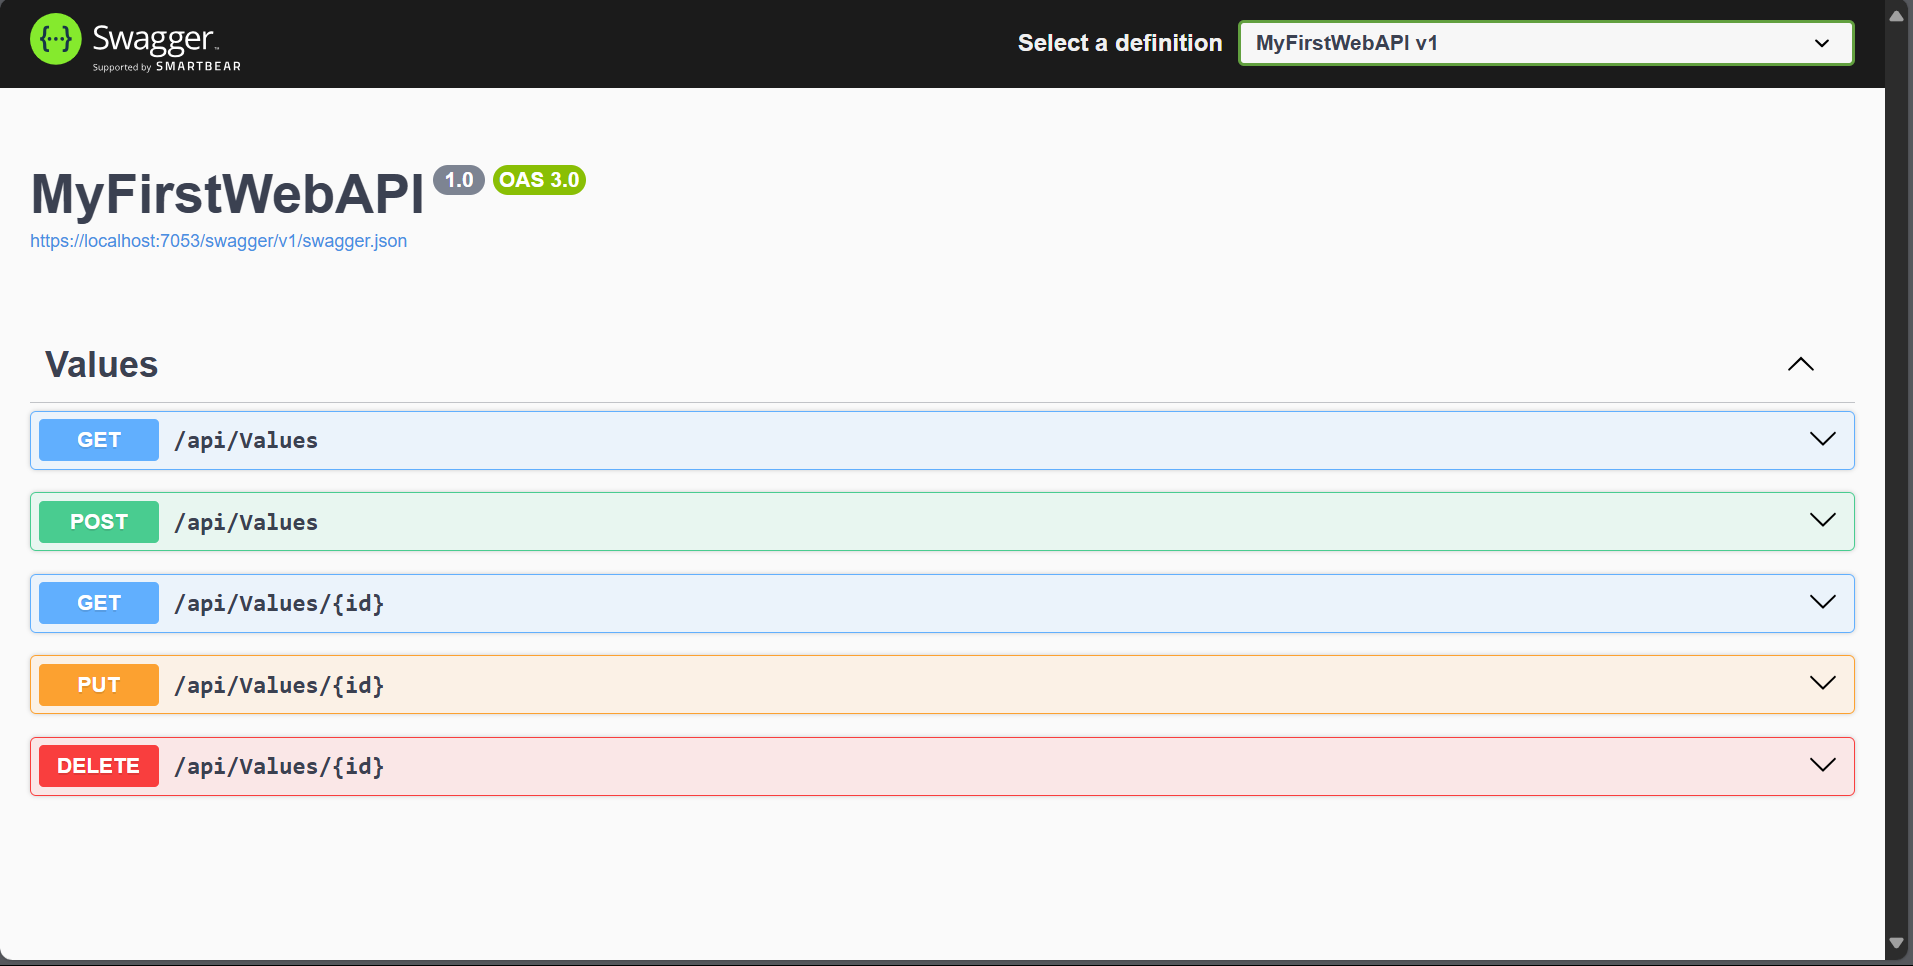 {···} Swagger™
Supported by SMARTBEAR
Select a definition
MyFirstWebAPI v1
MyFirstWebAPI 1.0 OAS 3.0
https://localhost:7053/swagger/v1/swagger.json
Values
GET /api/Values
POST /api/Values
GET /api/Values/{id}
PUT /api/Values/{id}
DELETE /api/Values/{id}